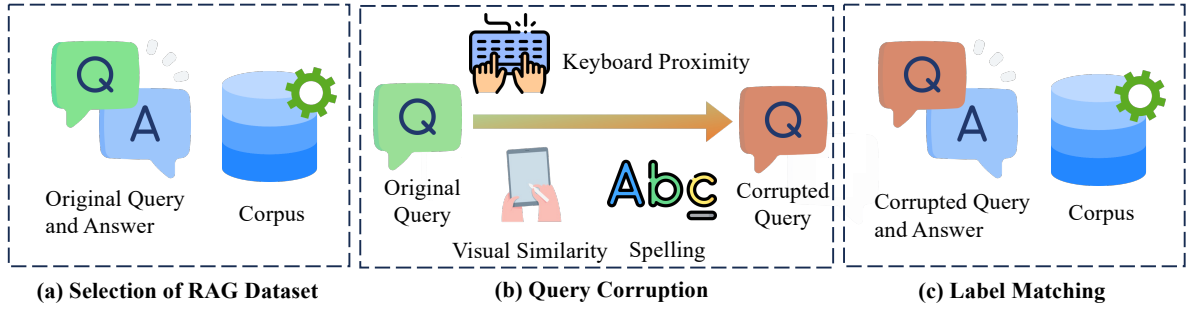 Q
A
Original Query
and Answer
Corpus
(a) Selection of RAG Dataset
Keyboard Proximity
Q
Original
Query
Visual Similarity
Abc
Spelling
Q
Corrupted
Query
(b) Query Corruption
Q
A
Corrupted Query
and Answer
Corpus
(c) Label Matching